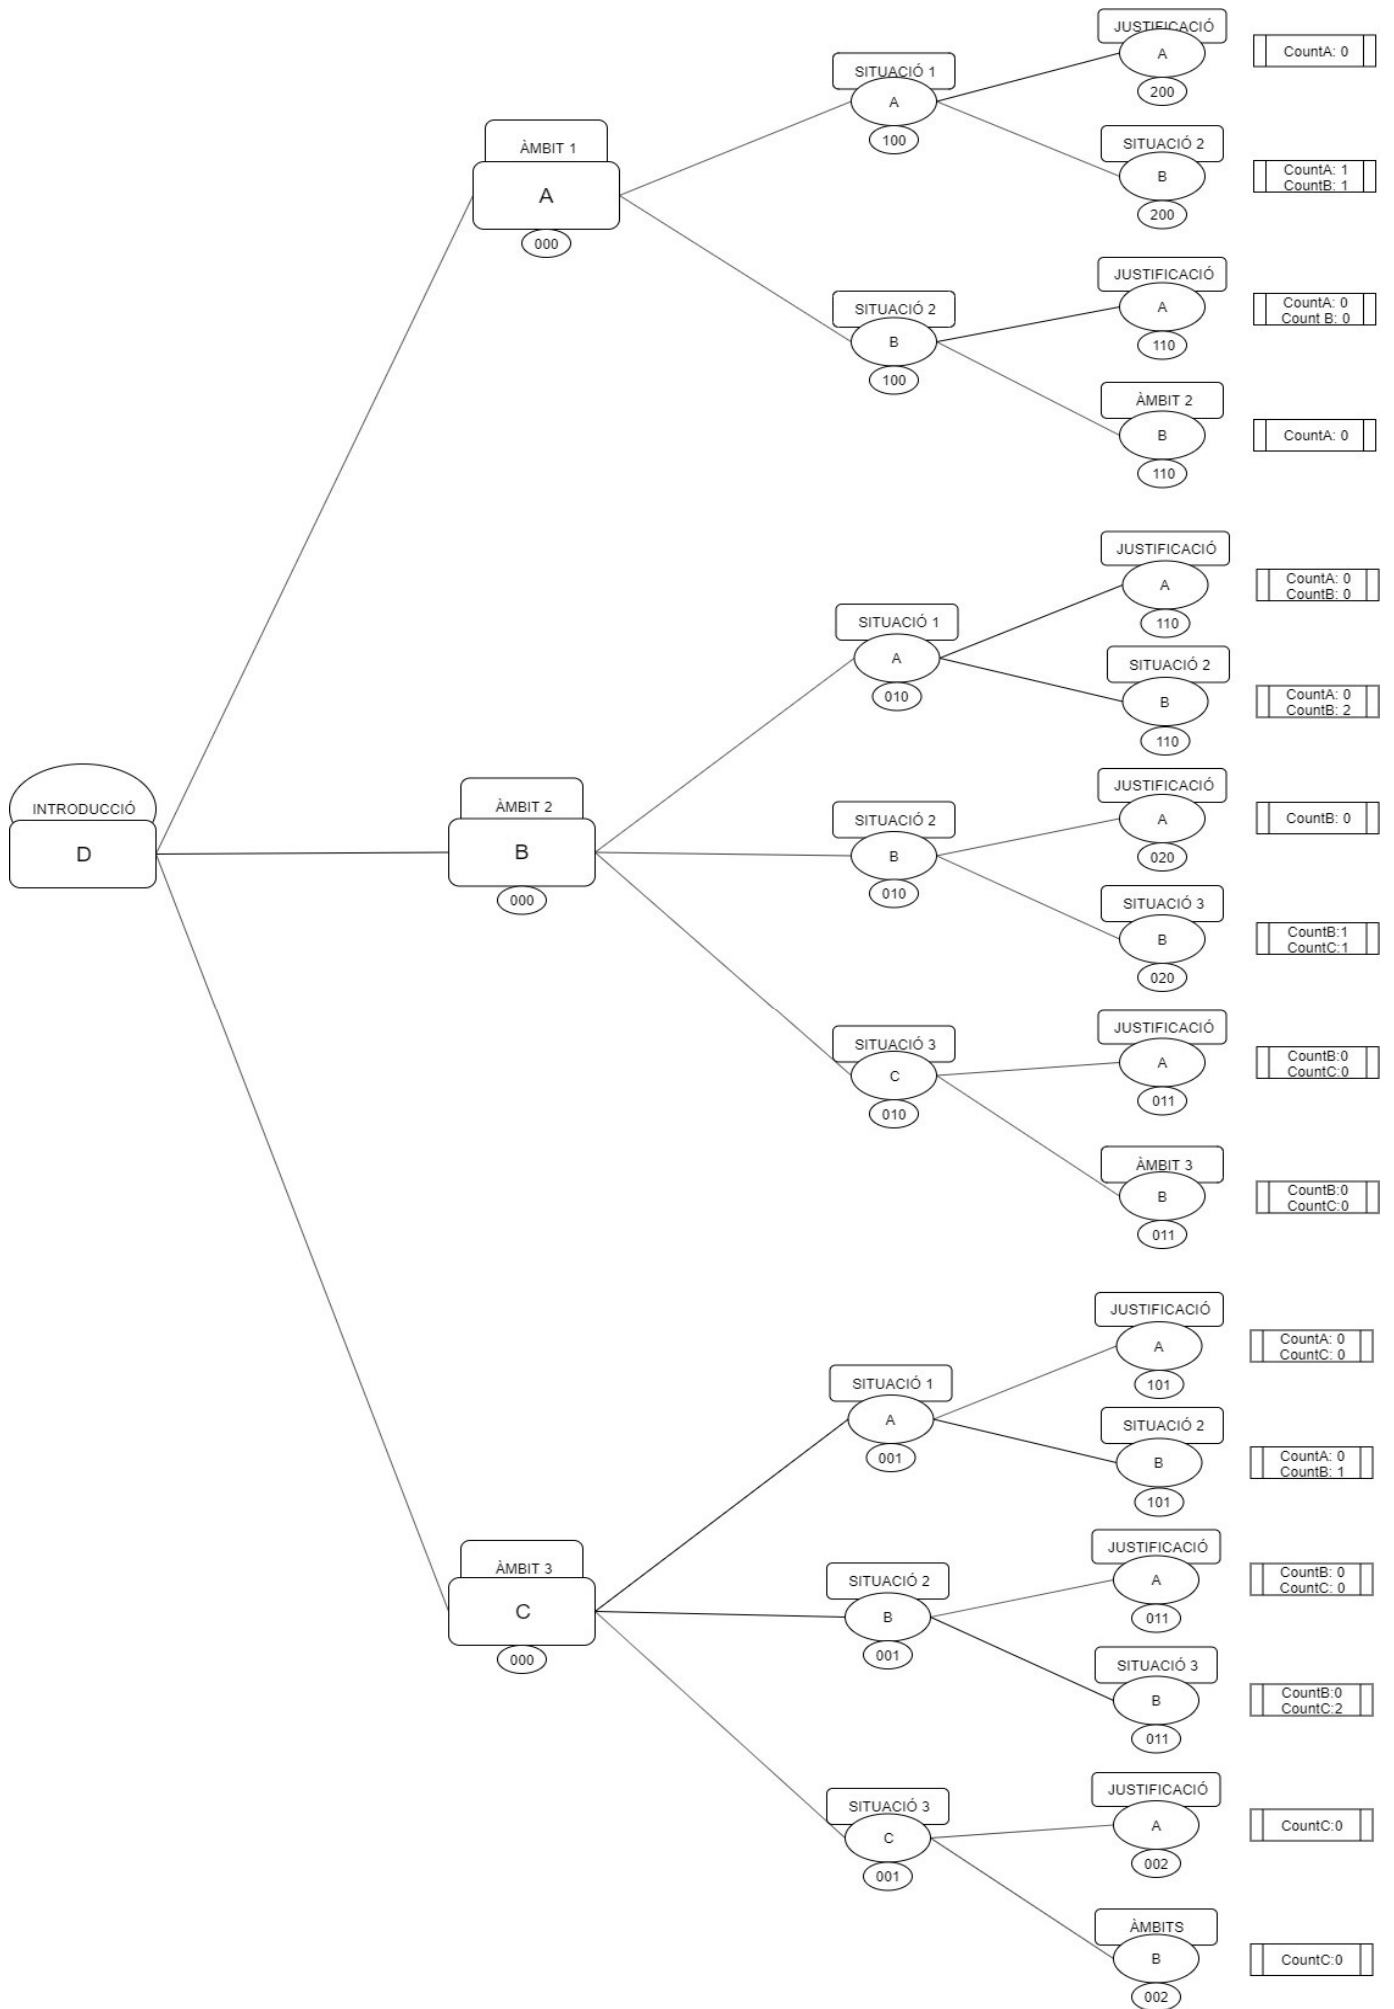 INTRODUCCIÓ
D
ÀMBIT 1
A
000
SITUACIÓ 1
A
100
JUSTIFICACIÓ
A
200
CountA: 0
SITUACIÓ 2
B
200
CountA: 1
CountB: 1
SITUACIÓ 2
B
100
JUSTIFICACIÓ
A
110
CountA: 0
Count B: 0
ÀMBIT 2
B
110
CountA: 0
ÀMBIT 2
B
000
SITUACIÓ 1
A
010
JUSTIFICACIÓ
A
110
CountA: 0
CountB: 0
SITUACIÓ 2
B
110
CountA: 0
CountB: 2
SITUACIÓ 2
B
010
JUSTIFICACIÓ
A
020
CountB: 0
SITUACIÓ 3
B
020
CountB:1
CountC:1
SITUACIÓ 3
C
010
JUSTIFICACIÓ
A
011
CountB:0
CountC:0
ÀMBIT 3
B
011
CountB:0
CountC:0
ÀMBIT 3
C
000
SITUACIÓ 1
A
001
JUSTIFICACIÓ
A
101
CountA: 0
CountC: 0
SITUACIÓ 2
B
101
CountA: 0
CountB: 1
SITUACIÓ 2
B
001
JUSTIFICACIÓ
A
011
CountB: 0
CountC: 0
SITUACIÓ 3
B
011
CountB:0
CountC:2
SITUACIÓ 3
C
001
JUSTIFICACIÓ
A
002
CountC:0
ÀMBITS
B
002
CountC:0